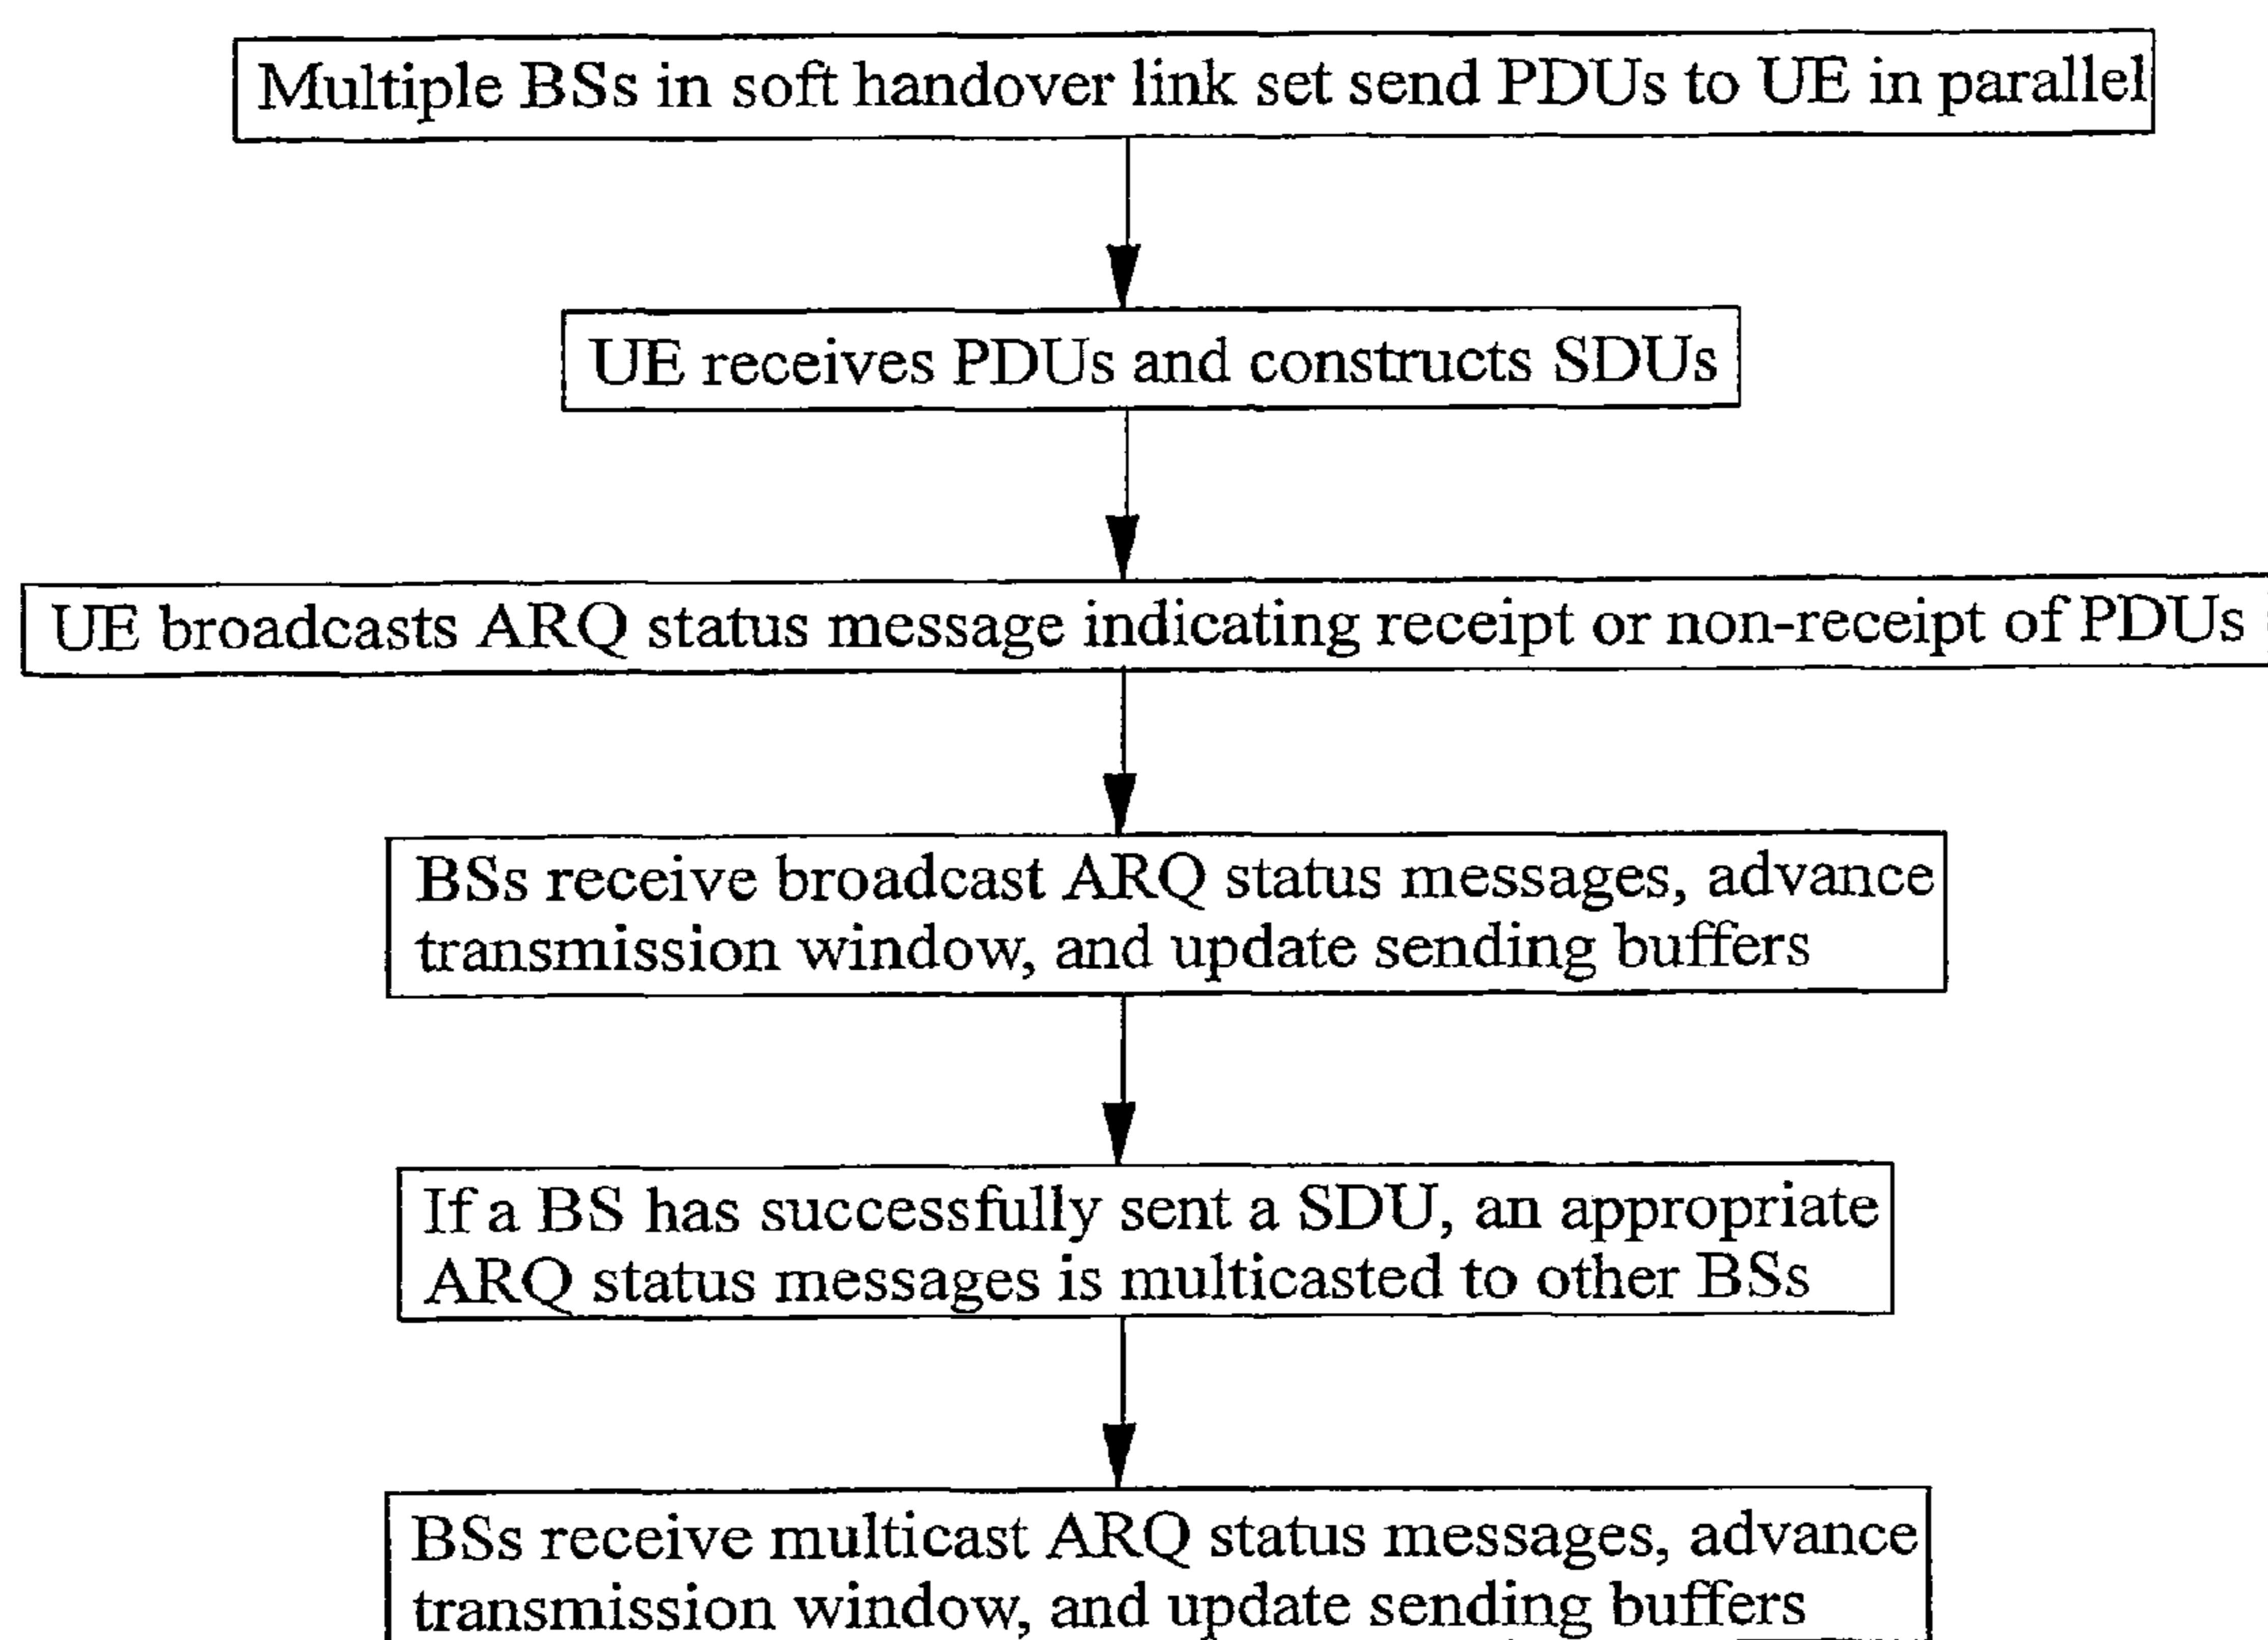 Multiple BSs in soft handover link set send PDUs to UE in parallel
UE receives PDUs and constructs SDUs
UE broadcasts ARQ status message indicating receipt or non-receipt of PDUs
BSs receive broadcast ARQ status messages, advance
transmission window, and update sending buffers
If a BS has successfully sent a SDU, an appropriate
ARQ status messages is multicasted to other BSs
BSs receive multicast ARQ status messages, advance
transmission window, and update sending buffers